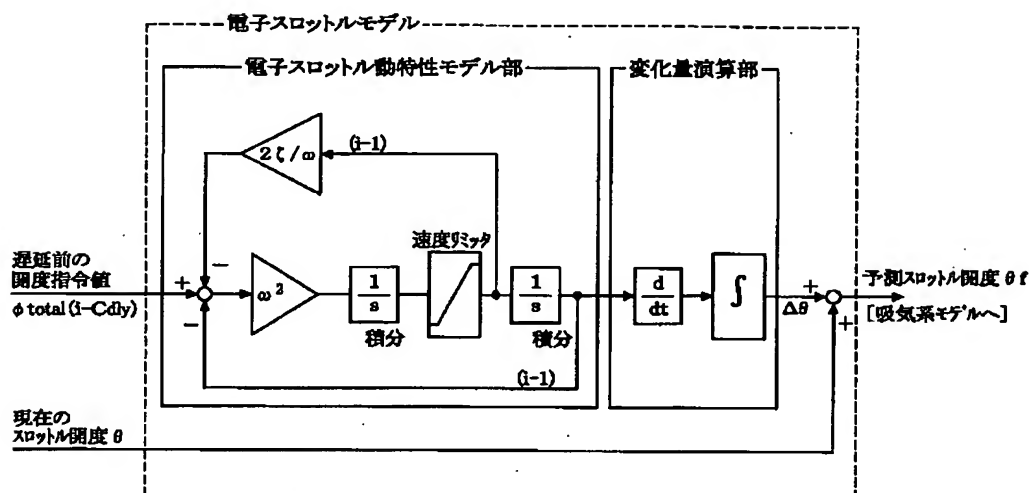 電子スロットルモデル
電子スロットル動特性モデル部
変化量演算部
2ζ/ω
(i-1)
速度リミッタ
遅延前の
開度指令値
φtotal(i-Cdly)
+
−
−
ω²
1
s
積分
1
s
積分
d
dt
∫
Δθ
+
+
予測スロットル開度 θf
[吸気系モデルへ]
(i-1)
現在の
スロットル開度 θ